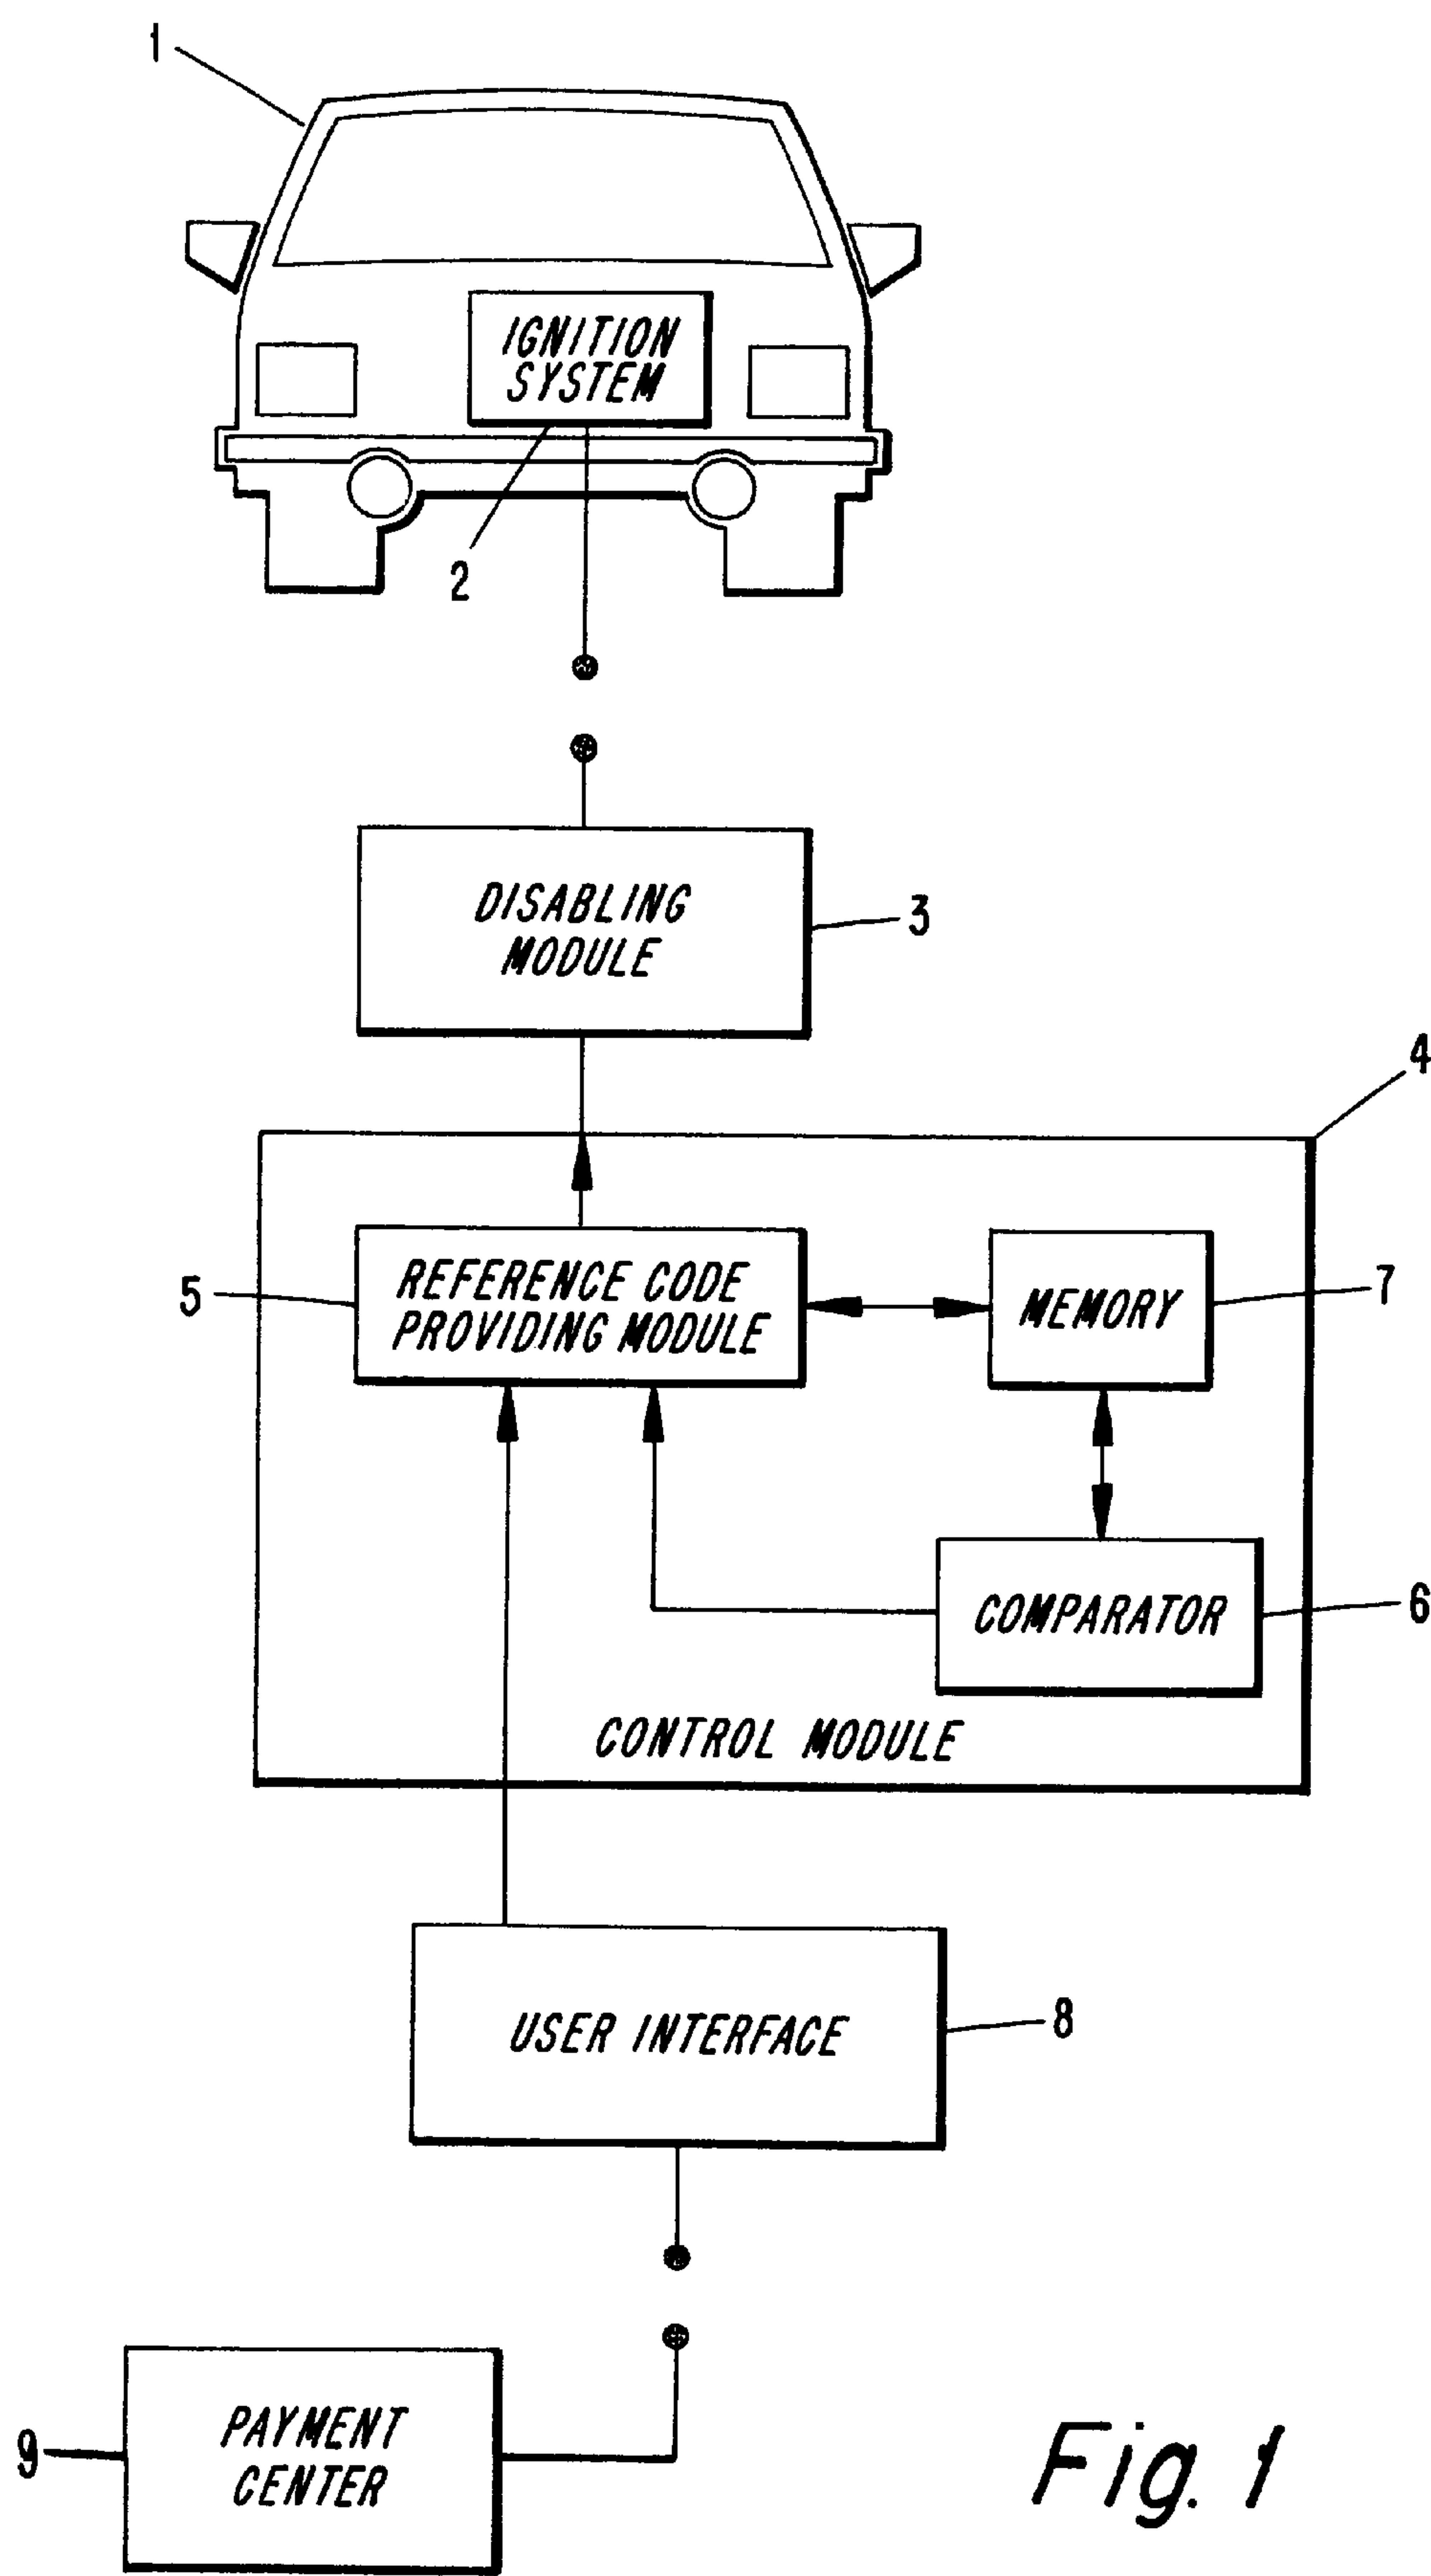 1
IGNITION
SYSTEM
2
DISABLING
MODULE
3
4
5
REFERENCE CODE
PROVIDING MODULE
MEMORY
7
COMPARATOR
6
CONTROL MODULE
USER INTERFACE
8
9
PAYMENT
CENTER
Fig. 1